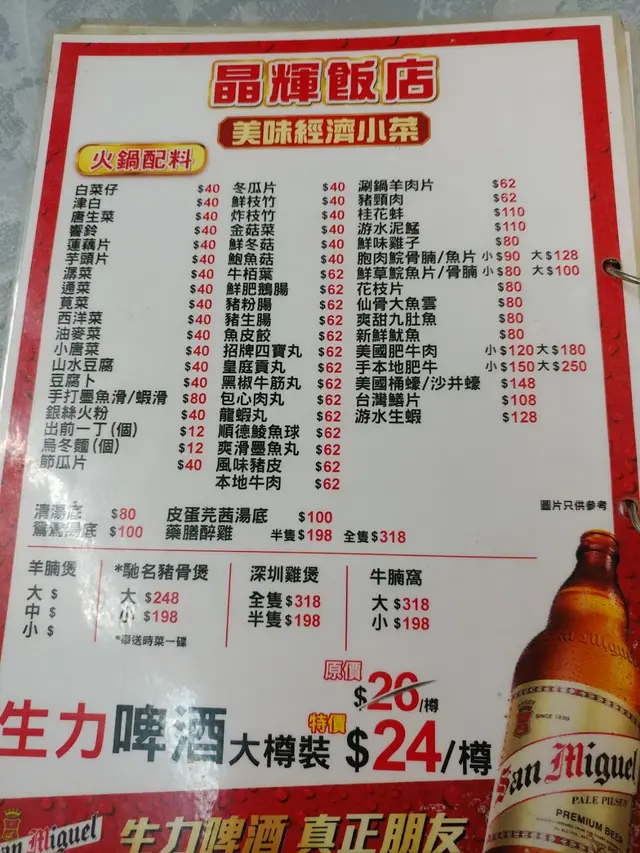 晶輝飯店
美味經濟小菜
火鍋配料
白菜仔 $40
津白 $40
唐生菜 $40
響鈴 $40
蓮藕片 $40
芋頭片 $40
潺菜 $40
通菜 $40
莧菜 $40
西洋菜 $40
油麥菜 $40
小唐菜 $40
山水豆腐 $40
豆腐卜 $40
手打墨魚滑/蝦滑 $80
銀絲火粉 $40
出前一丁(個) $12
烏冬麵(個) $12
節瓜片 $40
冬瓜片 $40
鮮枝竹 $40
炸枝竹 $40
金菇菜 $40
鮮冬菇 $40
鮑魚菇 $40
牛栢葉 $62
鮮肥鵝腸 $62
豬粉腸 $62
豬生腸 $62
魚皮餃 $62
招牌四寶丸 $62
皇庭貢丸 $62
黑椒牛筋丸 $62
包心肉丸 $62
龍蝦丸 $62
順德鯪魚球 $62
爽滑墨魚丸 $62
風味豬皮 $62
本地牛肉 $62
涮鍋羊肉片 $62
豬頸肉 $62
桂花蚌 $110
游水泥鯭 $110
鮮味雞子 $80
胞肉鯇骨腩/魚片 小$90 大$128
鮮草鯇魚片/骨腩 小$80 大$100
花枝片 $80
仙骨大魚雲 $80
爽甜九肚魚 $80
新鮮魷魚 $80
美國肥牛肉 小$120 大$180
手本地肥牛 小$150 大$250
美國桶蠔/沙井蠔 $148
台灣鱔片 $108
游水生蝦 $128
圖片只供參考
清湯底 $80
鴛鴦湯底 $100
皮蛋芫茜湯底 $100
藥膳醉雞 半隻$198 全隻$318
羊腩煲
大 $
中 $
小 $
*馳名豬骨煲
大 $248
小 $198
*奉送時菜一碟
深圳雞煲
全隻$318
半隻$198
牛腩窩
大 $318
小 $198
原價
$26/樽
生力啤酒大樽裝 特價 $24/樽
SINCE 1890
San Miguel
PALE PILSEN
PREMIUM BEER
San Miguel 生力啤酒 真正朋友